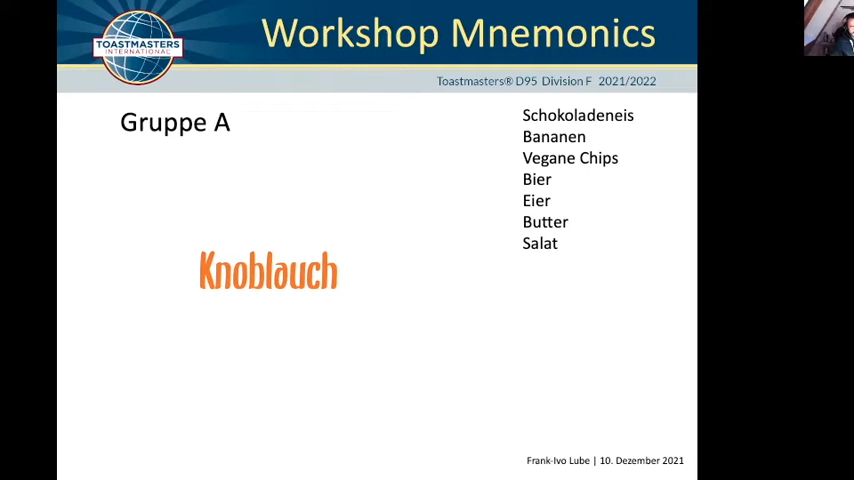 TOASTMASTERS
INTERNATIONAL
Workshop Mnemonics
Toastmasters® D95 Division F 2021/2022
Gruppe A
Schokoladeneis
Bananen
Vegane Chips
Bier
Eier
Butter
Salat
Knoblauch
Frank-Ivo Lube | 10. Dezember 2021